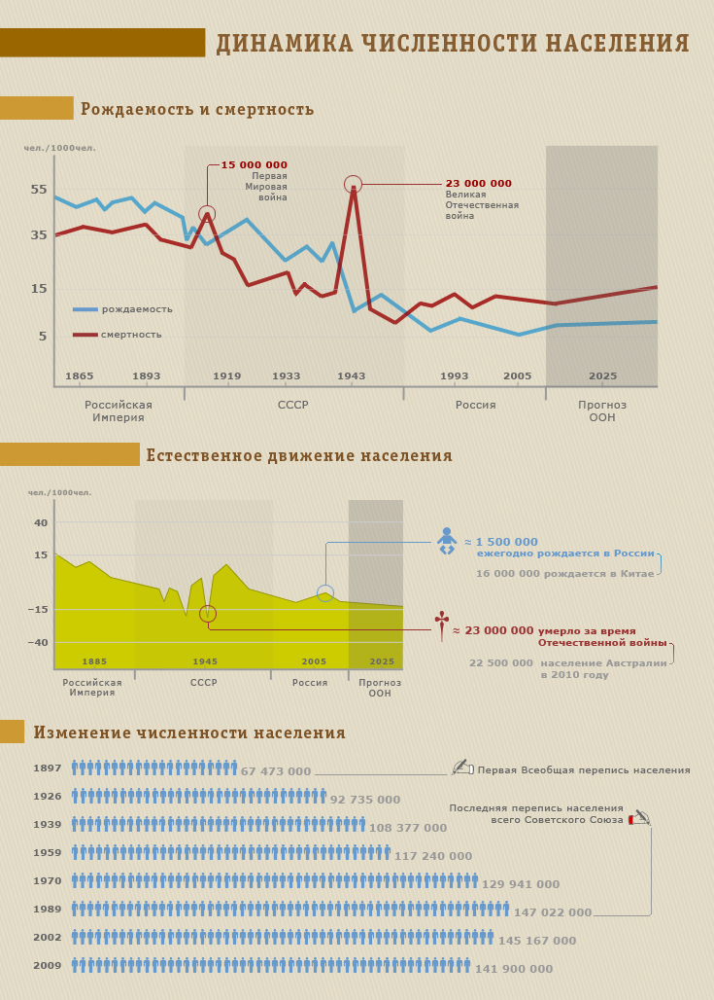 ДИНАМИКА ЧИСЛЕННОСТИ НАСЕЛЕНИЯ
Рождаемость и смертность
чел./1000чел.
15 000 000
Первая
Мировая
война
23 000 000
Великая
Отечественная
война
55
35
15
5
рождаемость
смертность
1865 1893 1919 1933 1943 1993 2005 2025
Российская
Империя
СССР
Россия
Прогноз
ООН
Естественное движение населения
чел./1000чел.
40
15
−15
−40
≈ 1 500 000
ежегодно рождается в России
16 000 000 рождается в Китае
≈ 23 000 000 умерло за время
Отечественной войны
22 500 000 население Австралии
в 2010 году
1885 1945 2005 2025
Российская
Империя
СССР
Россия
Прогноз
ООН
Изменение численности населения
1897 67 473 000 Первая Всеобщая перепись населения
1926 92 735 000
Последняя перепись населения
всего Советского Союза
1939 108 377 000
1959 117 240 000
1970 129 941 000
1989 147 022 000
2002 145 167 000
2009 141 900 000